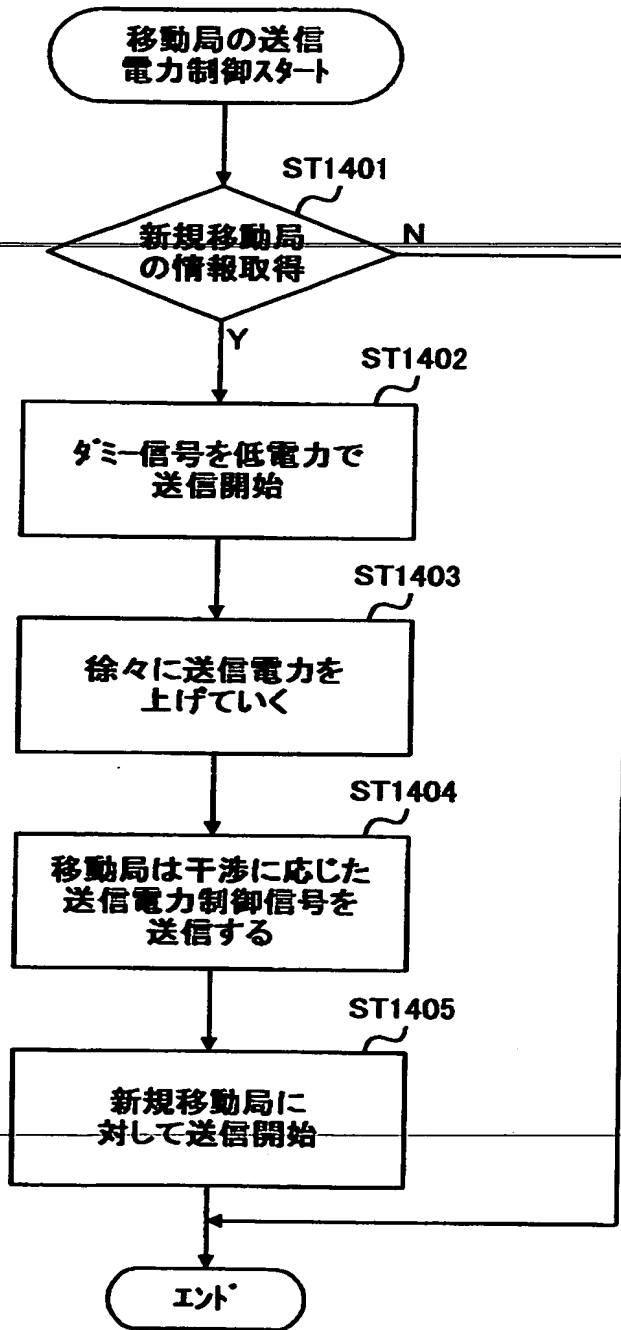 移動局の送信
電力制御スタート
ST1401
新規移動局
の情報取得
N
Y
ST1402
ダミー信号を低電力で
送信開始
ST1403
徐々に送信電力を
上げていく
ST1404
移動局は干渉に応じた
送信電力制御信号を
送信する
ST1405
新規移動局に
対して送信開始
エンド